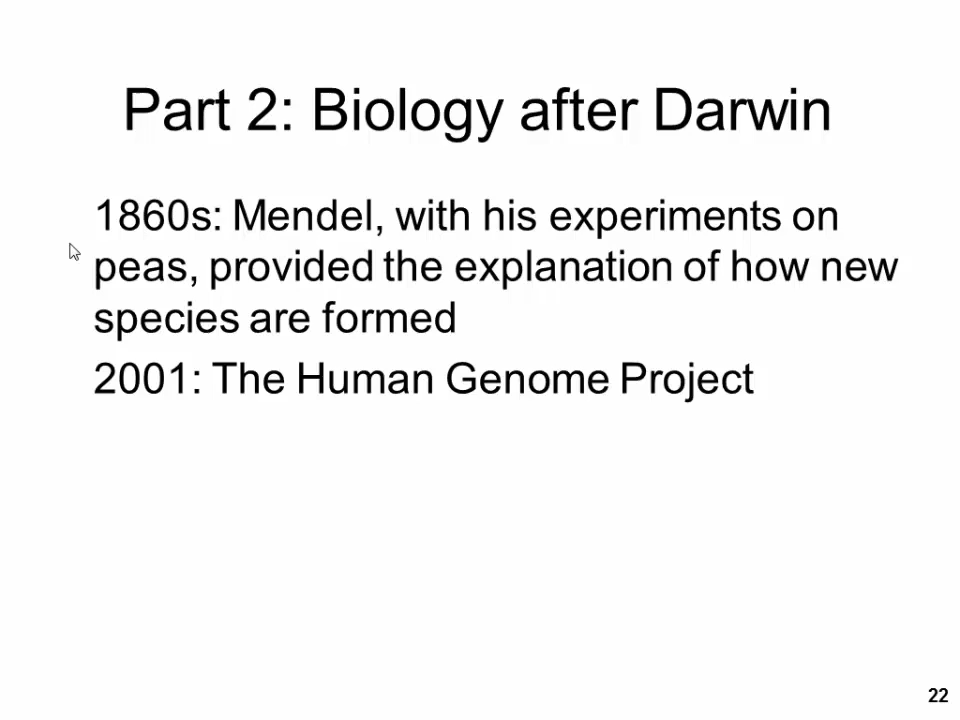 Part 2: Biology after Darwin
1860s: Mendel, with his experiments on
peas, provided the explanation of how new
species are formed
2001: The Human Genome Project
22